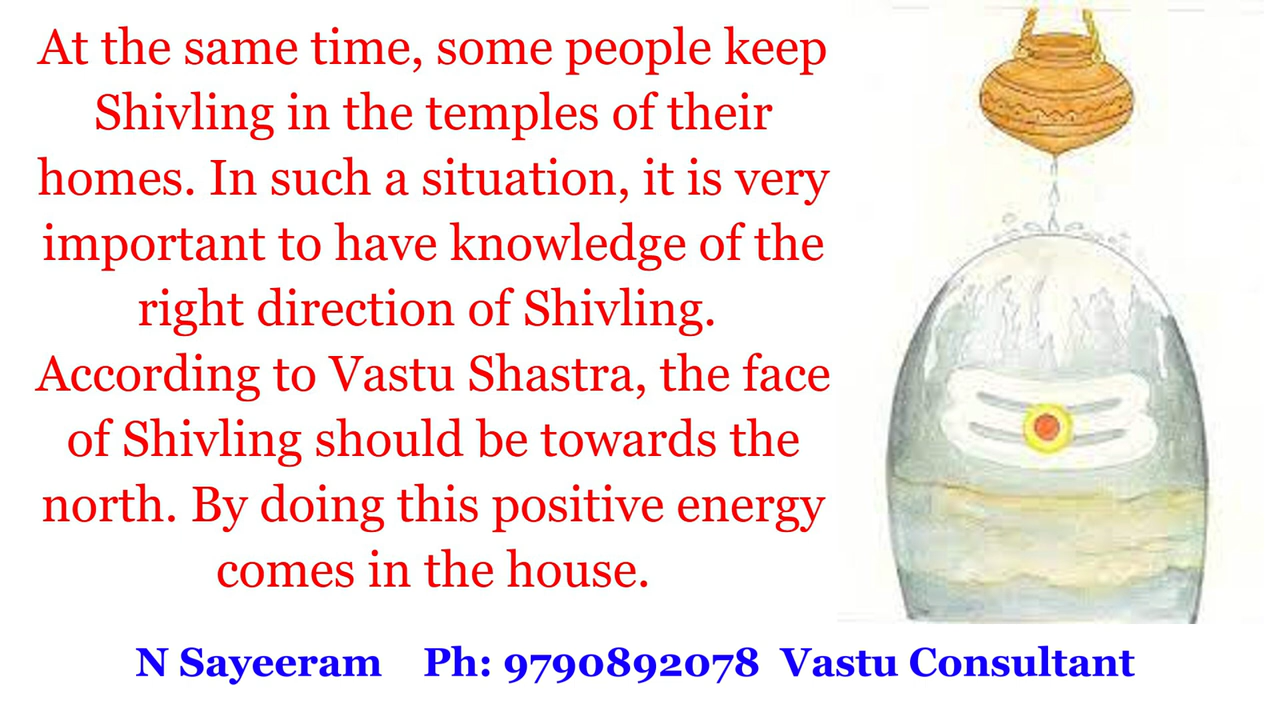 At the same time, some people keep
Shivling in the temples of their
homes. In such a situation, it is very
important to have knowledge of the
right direction of Shivling.
According to Vastu Shastra, the face
of Shivling should be towards the
north. By doing this positive energy
comes in the house.
N Sayeeram Ph: 9790892078 Vastu Consultant